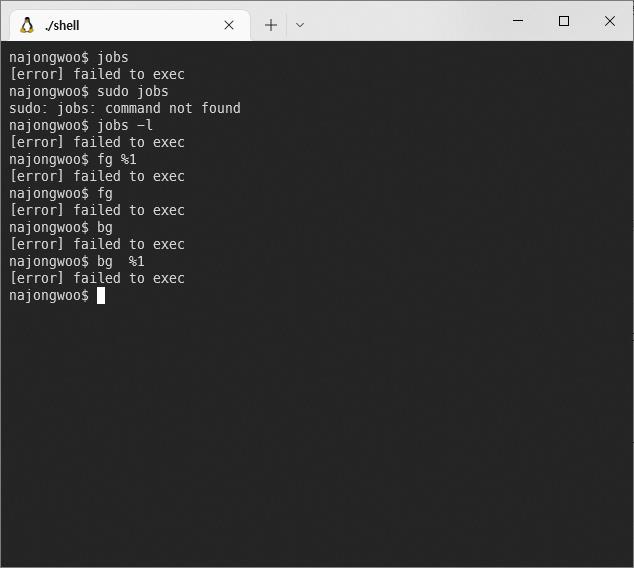 ./shell
najongwoo$ jobs
[error] failed to exec
najongwoo$ sudo jobs
sudo: jobs: command not found
najongwoo$ jobs -l
[error] failed to exec
najongwoo$ fg %1
[error] failed to exec
najongwoo$ fg
[error] failed to exec
najongwoo$ bg
[error] failed to exec
najongwoo$ bg  %1
[error] failed to exec
najongwoo$